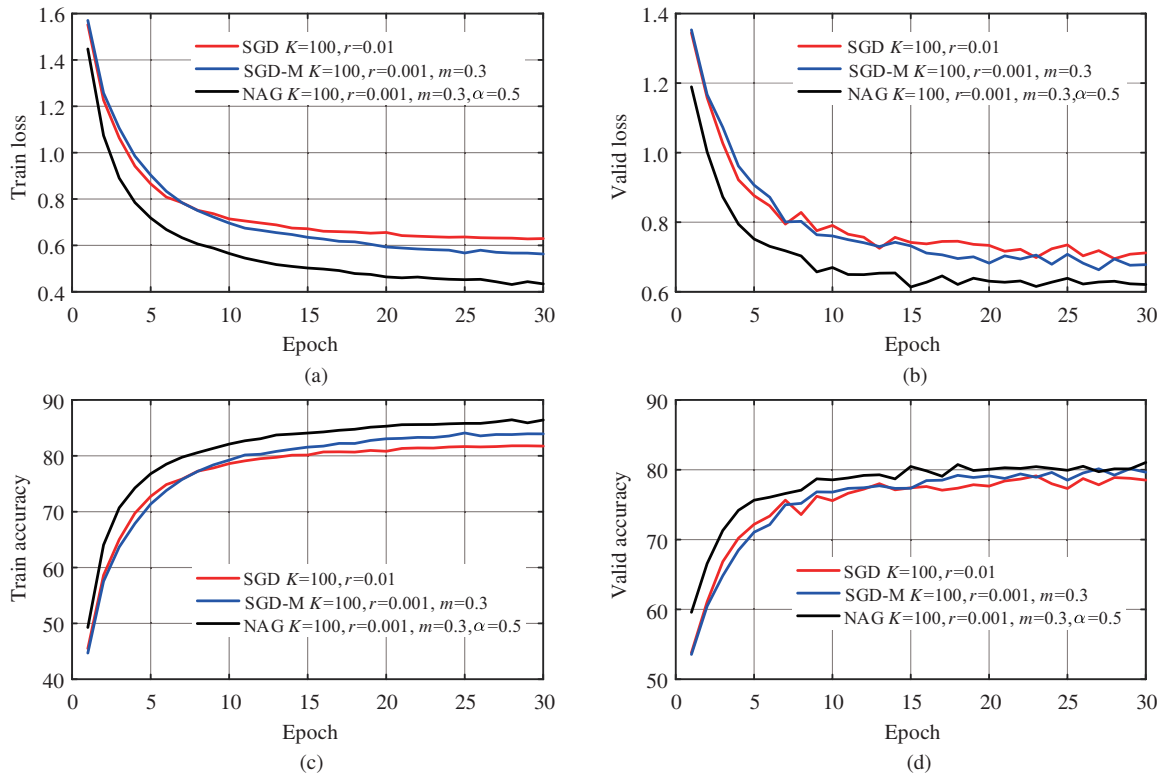 1.6
1.4
1.2
1.0
0.8
0.6
0.4
Train loss
SGD K=100, r=0.01
SGD-M K=100, r=0.001, m=0.3
NAG K=100, r=0.001, m=0.3,α=0.5
0 5 10 15 20 25 30
Epoch
(a)
1.4
1.2
1.0
0.8
0.6
Valid loss
SGD K=100, r=0.01
SGD-M K=100, r=0.001, m=0.3
NAG K=100, r=0.001, m=0.3,α=0.5
0 5 10 15 20 25 30
Epoch
(b)
90
80
70
60
50
40
Train accuracy
SGD K=100, r=0.01
SGD-M K=100, r=0.001, m=0.3
NAG K=100, r=0.001, m=0.3,α=0.5
0 5 10 15 20 25 30
Epoch
(c)
90
80
70
60
50
Valid accuracy
SGD K=100, r=0.01
SGD-M K=100, r=0.001, m=0.3
NAG K=100, r=0.001, m=0.3,α=0.5
0 5 10 15 20 25 30
Epoch
(d)